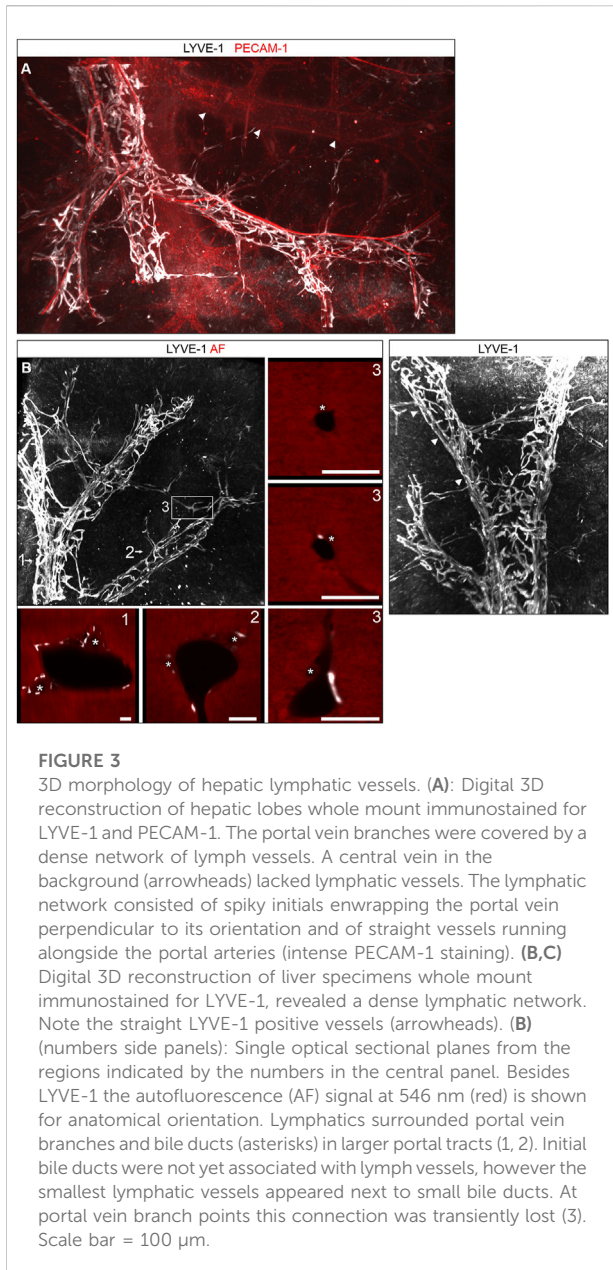 LYVE-1 PECAM-1
A
LYVE-1 AF
B
3
1
2
3
3
1
2
3
LYVE-1
C
FIGURE 3
3D morphology of hepatic lymphatic vessels. (A): Digital 3D
reconstruction of hepatic lobes whole mount immunostained for
LYVE-1 and PECAM-1. The portal vein branches were covered by a
dense network of lymph vessels. A central vein in the
background (arrowheads) lacked lymphatic vessels. The lymphatic
network consisted of spiky initials enwrapping the portal vein
perpendicular to its orientation and of straight vessels running
alongside the portal arteries (intense PECAM-1 staining). (B,C)
Digital 3D reconstruction of liver specimens whole mount
immunostained for LYVE-1, revealed a dense lymphatic network.
Note the straight LYVE-1 positive vessels (arrowheads). (B)
(numbers side panels): Single optical sectional planes from the
regions indicated by the numbers in the central panel. Besides
LYVE-1 the autofluorescence (AF) signal at 546 nm (red) is shown
for anatomical orientation. Lymphatics surrounded portal vein
branches and bile ducts (asterisks) in larger portal tracts (1, 2). Initial
bile ducts were not yet associated with lymph vessels, however the
smallest lymphatic vessels appeared next to small bile ducts. At
portal vein branch points this connection was transiently lost (3).
Scale bar = 100 μm.